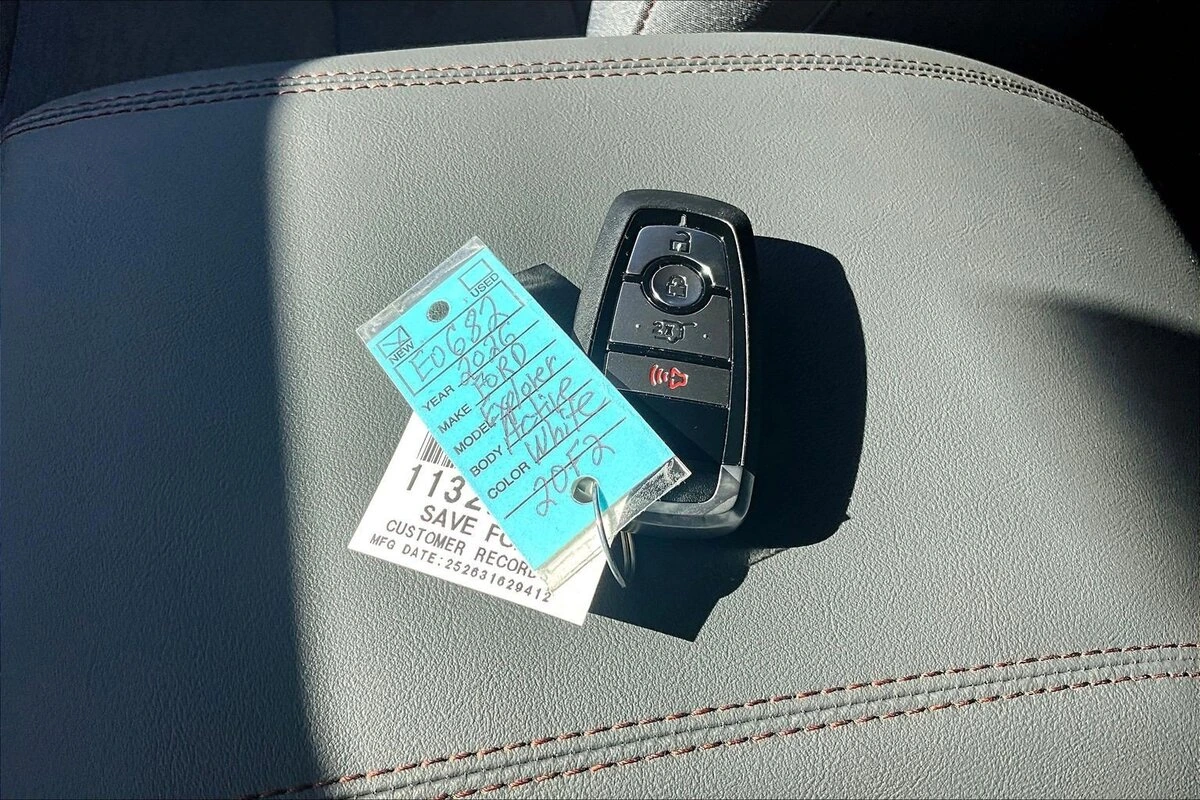 USED
NEW
E0682
YEAR 2026
MAKE FORD
MODEL Explorer
BODY Active
COLOR White
20F2
1132
SAVE FO
CUSTOMER RECORD
MFG DATE:252631629412